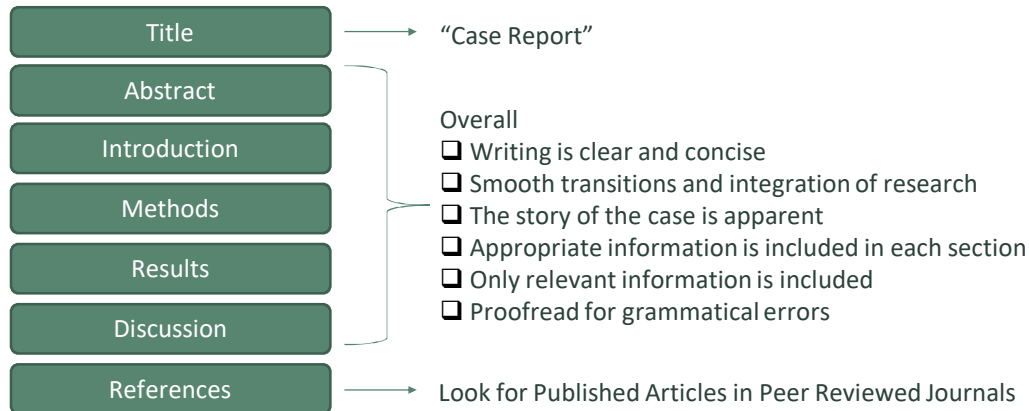 Title
“Case Report”
Abstract
Introduction
Methods
Results
Discussion
Overall
❑ Writing is clear and concise
❑ Smooth transitions and integration of research
❑ The story of the case is apparent
❑ Appropriate information is included in each section
❑ Only relevant information is included
❑ Proofread for grammatical errors
References
Look for Published Articles in Peer Reviewed Journals